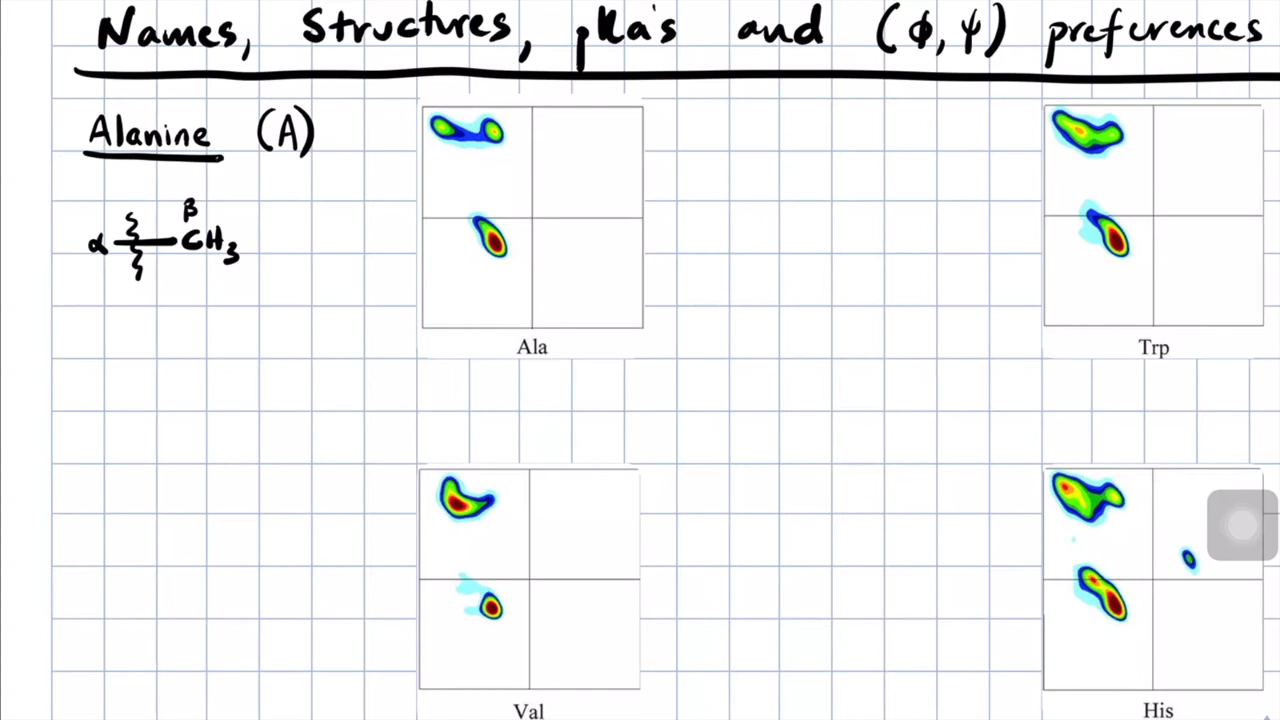 Names, Structures, pKa's and (ϕ,ψ) preferences
Alanine (A)
α β
CH3
Ala
Trp
Val
His